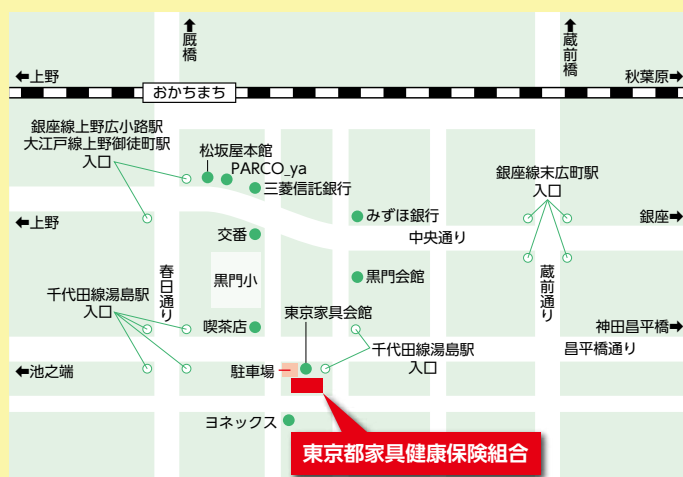 厩橋
蔵前橋
上野
秋葉原
おかちまち
銀座線上野広小路駅
大江戸線上野御徒町駅
入口
松坂屋本館
PARCO_ya
三菱信託銀行
銀座線末広町駅
入口
みずほ銀行
上野
銀座
交番
中央通り
黒門小
黒門会館
春日通り
蔵前通り
千代田線湯島駅
入口
東京家具会館
喫茶店
神田昌平橋
千代田線湯島駅
入口
昌平橋通り
池之端
駐車場
ヨネックス
東京都家具健康保険組合